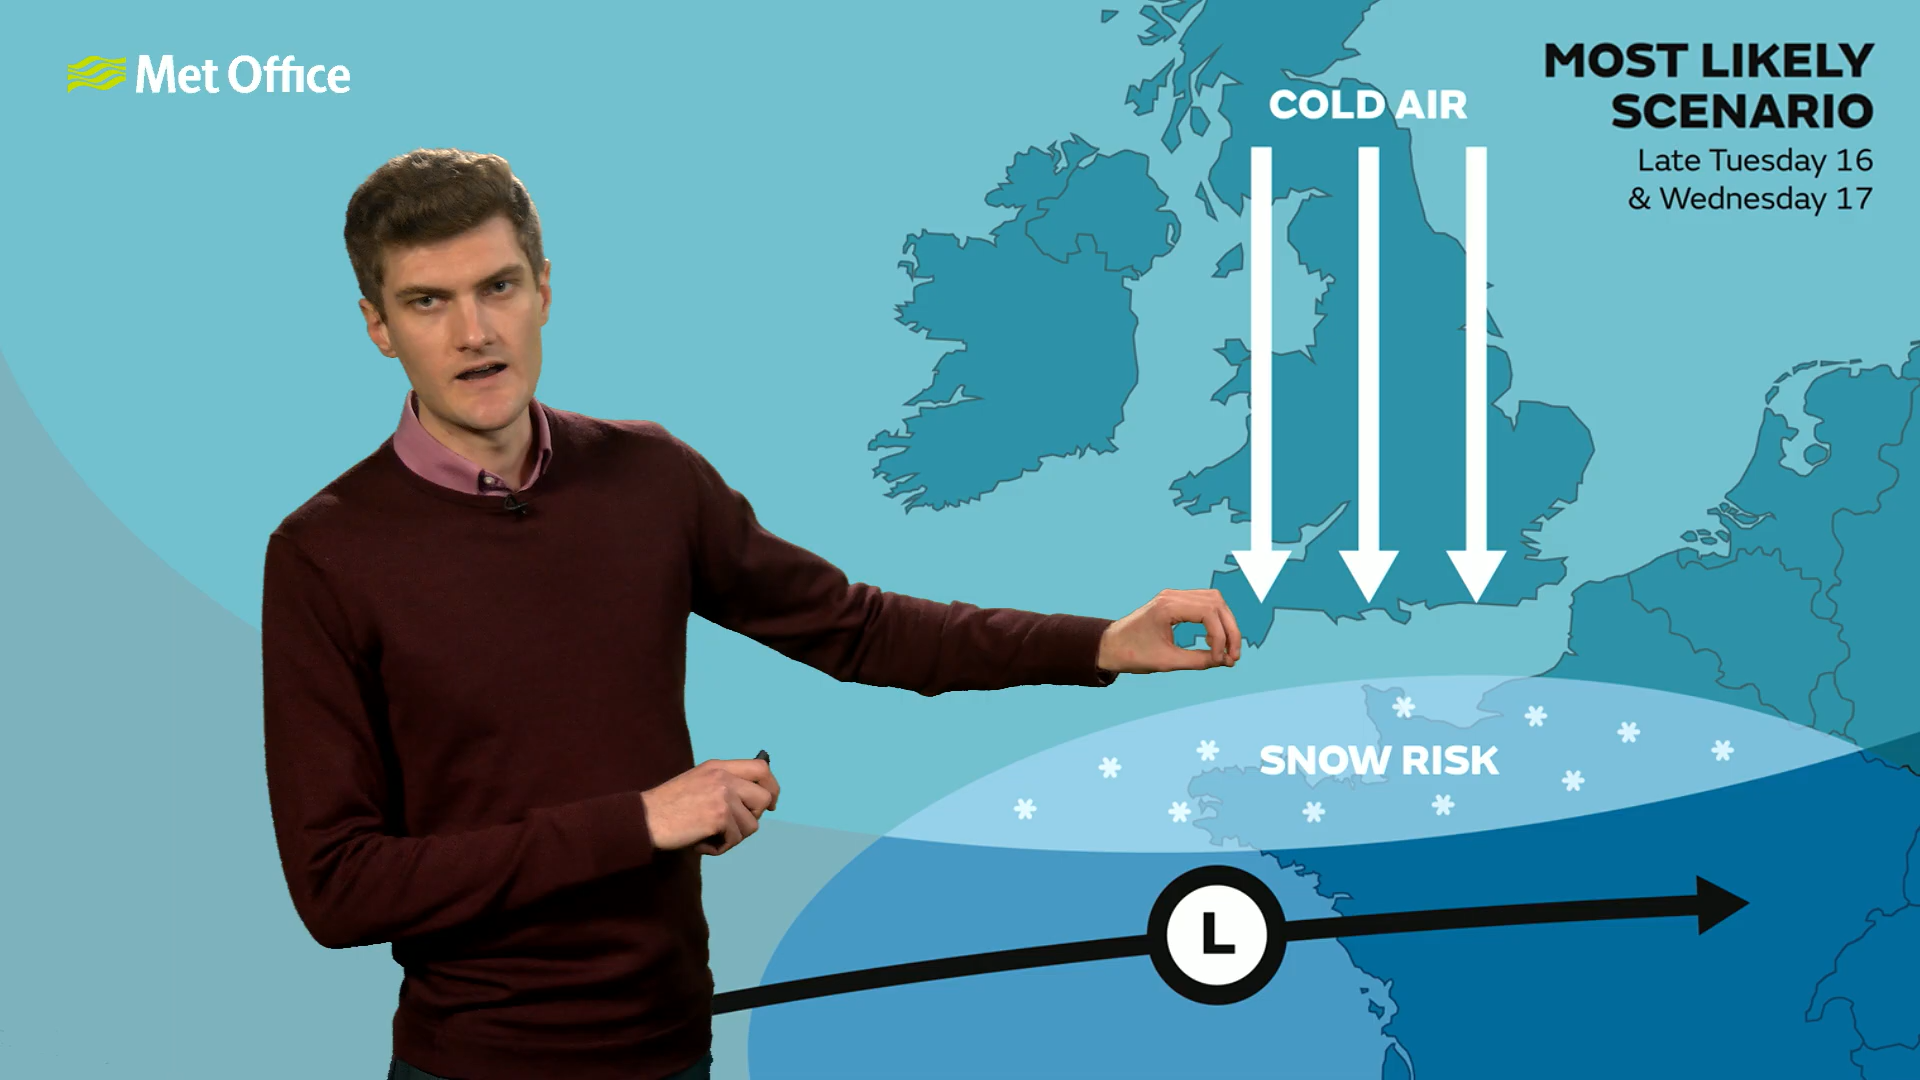 Met Office
MOST LIKELY
SCENARIO
Late Tuesday 16
& Wednesday 17
COLD AIR
SNOW RISK
L